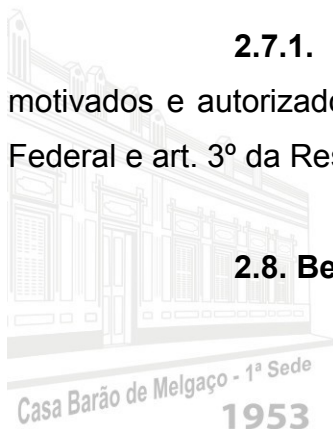 2.7.1.
motivados e autorizado
Federal e art. 3º da Res
2.8. Be
Casa Barão de Melgaço - 1ª Sede
1953